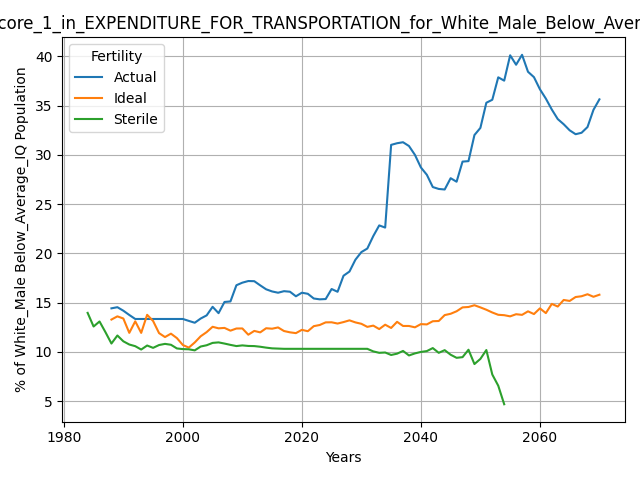 core_1_in_EXPENDITURE_FOR_TRANSPORTATION_for_White_Male_Below_Aver
Fertility
Actual
Ideal
Sterile
% of White_Male Below_Average_IQ Population
40
35
30
25
20
15
10
5
1980 2000 2020 2040 2060
Years